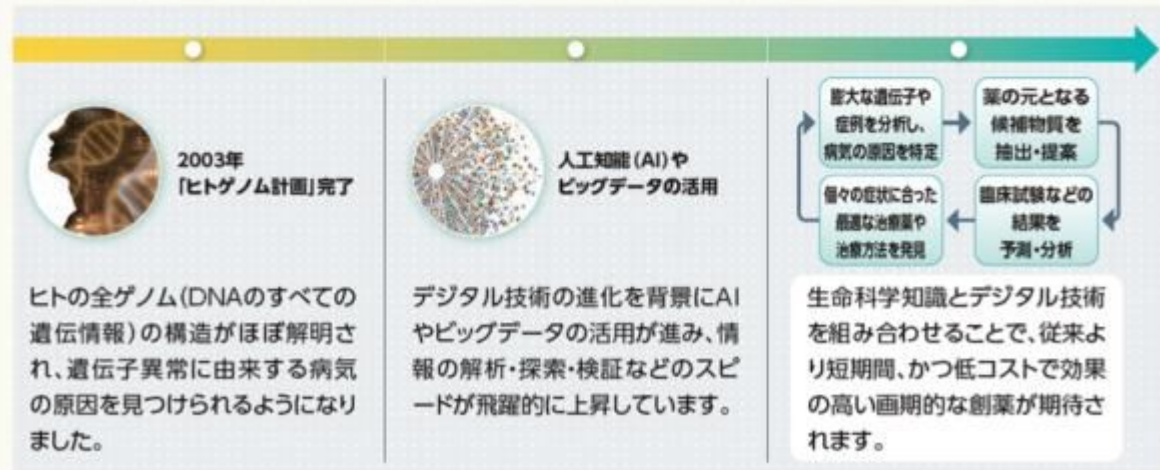 2003年
「ヒトゲノム計画」完了
ヒトの全ゲノム(DNAのすべての
遺伝情報)の構造がほぼ解明さ
れ、遺伝子異常に由来する病気
の原因を見つけられるようになり
ました。
人工知能(AI)や
ビッグデータの活用
デジタル技術の進化を背景にAI
やビッグデータの活用が進み、情
報の解析・探索・検証などのスピ
ードが飛躍的に上昇しています。
膨大な遺伝子や
症例を分析し、
病気の原因を特定
薬の元となる
候補物質を
抽出・提案
臨床試験などの
結果を
予測・分析
個々の症状に合った
最適な治療薬や
治療方法を発見
生命科学知識とデジタル技術
を組み合わせることで、従来よ
り短期間、かつ低コストで効果
の高い画期的な創薬が期待さ
れます。